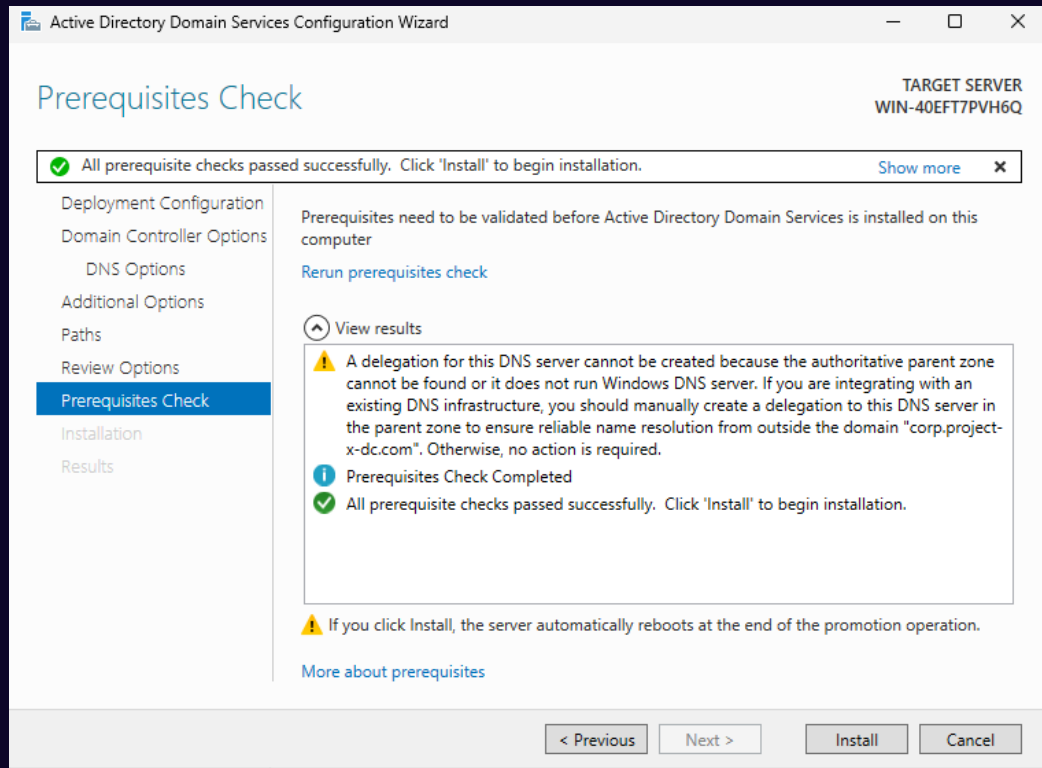 Active Directory Domain Services Configuration Wizard
Prerequisites Check
TARGET SERVER
WIN-40EFT7PVH6Q
All prerequisite checks passed successfully. Click 'Install' to begin installation.
Show more
Deployment Configuration
Domain Controller Options
DNS Options
Additional Options
Paths
Review Options
Prerequisites Check
Installation
Results
Prerequisites need to be validated before Active Directory Domain Services is installed on this
computer
Rerun prerequisites check
View results
A delegation for this DNS server cannot be created because the authoritative parent zone
cannot be found or it does not run Windows DNS server. If you are integrating with an
existing DNS infrastructure, you should manually create a delegation to this DNS server in
the parent zone to ensure reliable name resolution from outside the domain "corp.project-
x-dc.com". Otherwise, no action is required.
Prerequisites Check Completed
All prerequisite checks passed successfully. Click 'Install' to begin installation.
If you click Install, the server automatically reboots at the end of the promotion operation.
More about prerequisites
< Previous
Next >
Install
Cancel